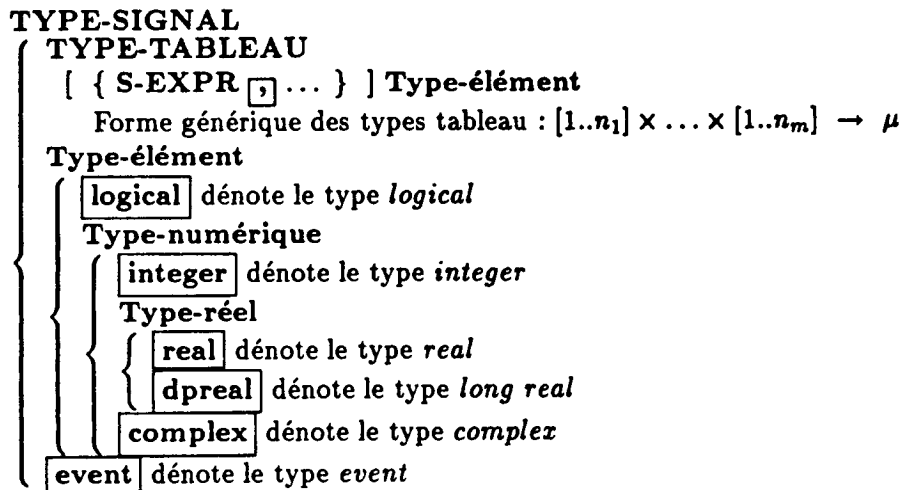 TYPE-SIGNAL
TYPE-TABLEAU
[ { S-EXPR , ... } ] Type-élément
Forme générique des types tableau : [1..n₁] × ... × [1..nₘ] → μ
Type-élément
logical dénote le type logical
Type-numérique
integer dénote le type integer
Type-réel
real dénote le type real
dpreal dénote le type long real
complex dénote le type complex
event dénote le type event